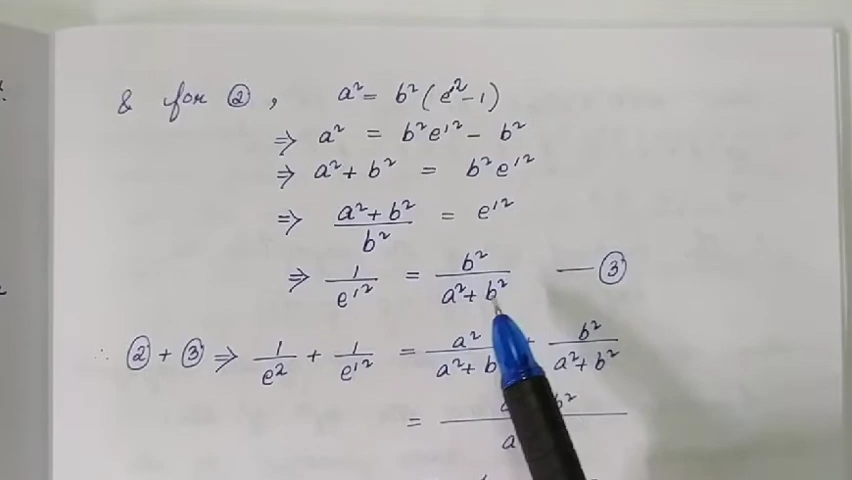 & for ②, a² = b²(e'² - 1)
⇒ a² = b²e'² - b²
⇒ a² + b² = b²e'²
⇒ (a² + b²)/b² = e'²
⇒ 1/e'² = b²/(a² + b²) — ③
∴ ② + ③ ⇒ 1/e² + 1/e'² = a²/(a² + b + b²/(a² + b²)
= b²/a